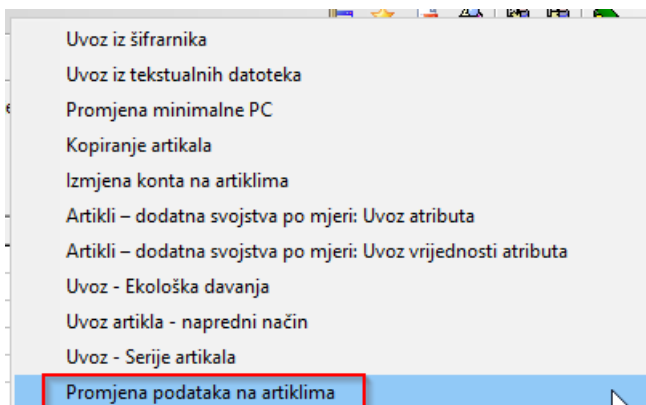 Uvoz iz šifrarnika
Uvoz iz tekstualnih datoteka
Promjena minimalne PC
Kopiranje artikala
Izmjena konta na artiklima
Artikli – dodatna svojstva po mjeri: Uvoz atributa
Artikli – dodatna svojstva po mjeri: Uvoz vrijednosti atributa
Uvoz - Ekološka davanja
Uvoz artikla - napredni način
Uvoz - Serije artikala
Promjena podataka na artiklima